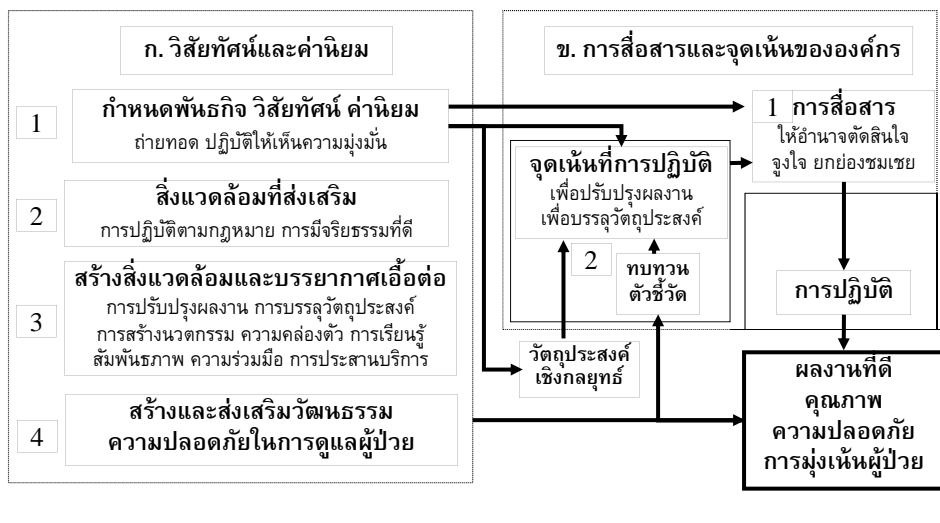 ก. วิสัยทัศน์และค่านิยม
1
กำหนดพันธกิจ วิสัยทัศน์ ค่านิยม
ถ่ายทอด ปฏิบัติให้เห็นความมุ่งมั่น
2
สิ่งแวดล้อมที่ส่งเสริม
การปฏิบัติตามกฎหมาย การมีจริยธรรมที่ดี
3
สร้างสิ่งแวดล้อมและบรรยากาศเอื้อต่อ
การปรับปรุงผลงาน การบรรลุวัตถุประสงค์
การสร้างนวตกรรม ความคล่องตัว การเรียนรู้
สัมพันธภาพ ความร่วมมือ การประสานบริการ
4
สร้างและส่งเสริมวัฒนธรรม
ความปลอดภัยในการดูแลผู้ป่วย
ข. การสื่อสารและจุดเน้นขององค์กร
1
การสื่อสาร
ให้อำนาจตัดสินใจ
จูงใจ ยกย่องชมเชย
จุดเน้นที่การปฏิบัติ
เพื่อปรับปรุงผลงาน
เพื่อบรรลุวัตถุประสงค์
2
ทบทวน
ตัวชี้วัด
วัตถุประสงค์
เชิงกลยุทธ์
การปฏิบัติ
ผลงานที่ดี
คุณภาพ
ความปลอดภัย
การมุ่งเน้นผู้ป่วย